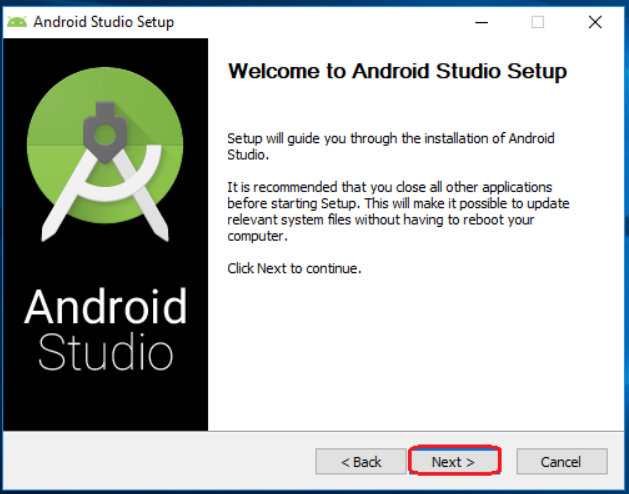 Android Studio Setup
Welcome to Android Studio Setup
Setup will guide you through the installation of Android
Studio.
It is recommended that you close all other applications
before starting Setup. This will make it possible to update
relevant system files without having to reboot your
computer.
Click Next to continue.
Android
Studio
< Back
Next >
Cancel